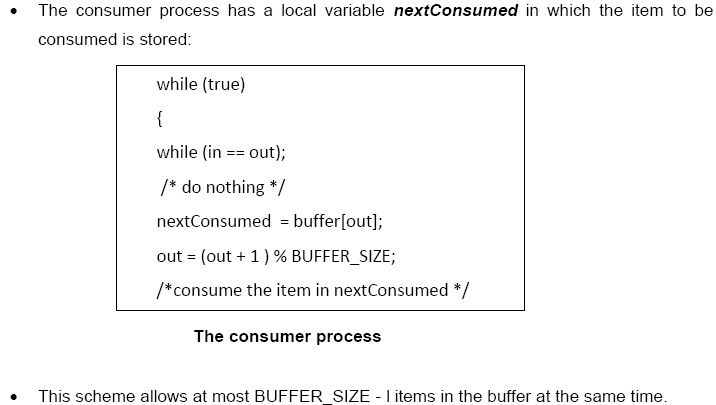 • The consumer process has a local variable nextConsumed in which the item to be
consumed is stored:
while (true)
{
while (in == out);
/* do nothing */
nextConsumed = buffer[out];
out = (out + 1 ) % BUFFER_SIZE;
/*consume the item in nextConsumed */
The consumer process
• This scheme allows at most BUFFER_SIZE - l items in the buffer at the same time.